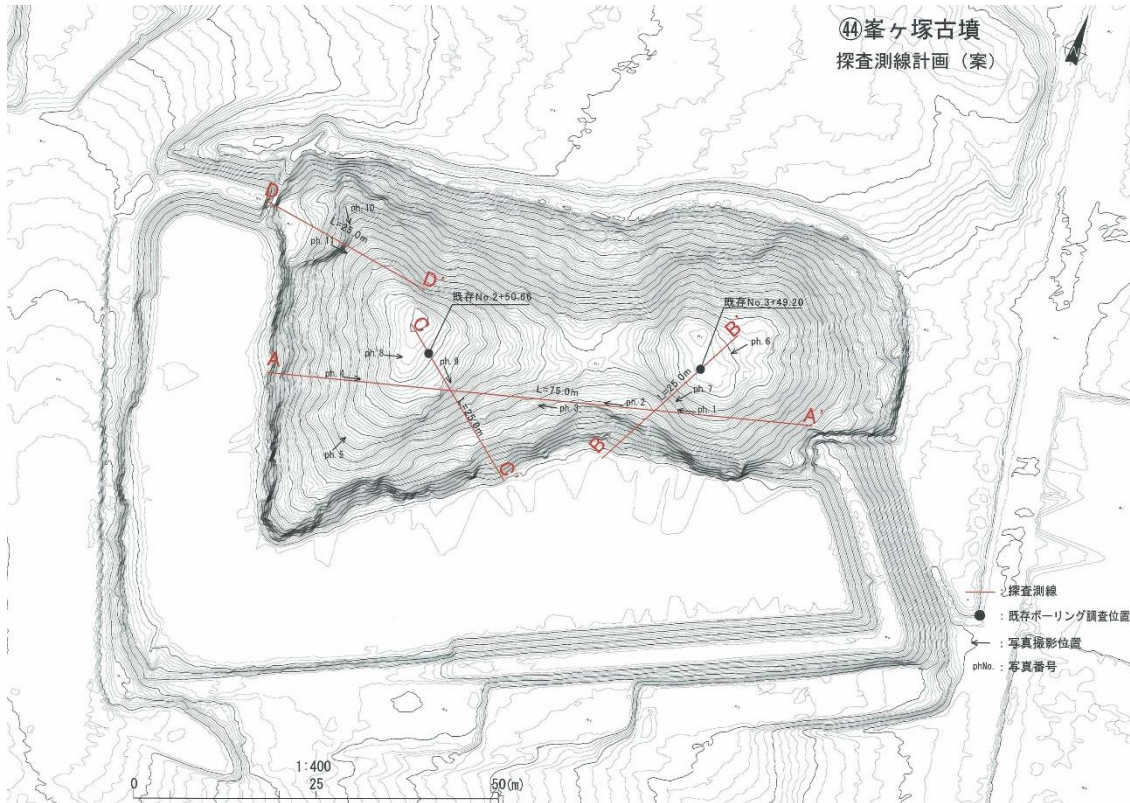 ㊹峯ヶ塚古墳
探査測線計画（案）
D
ph.10
L=25.0m
ph.11
D'
既存No.2+50.66
既存No.3+49.20
C
B'
ph.6
ph.8
ph.9
A
ph.4
L=75.0m
L=25.0m
ph.7
ph.2
ph.3
ph.1
A'
L=25.0m
ph.5
B
C'
：探査測線
：既存ボーリング調査位置
：写真撮影位置
phNo.：写真番号
1:400
0 25 50(m)